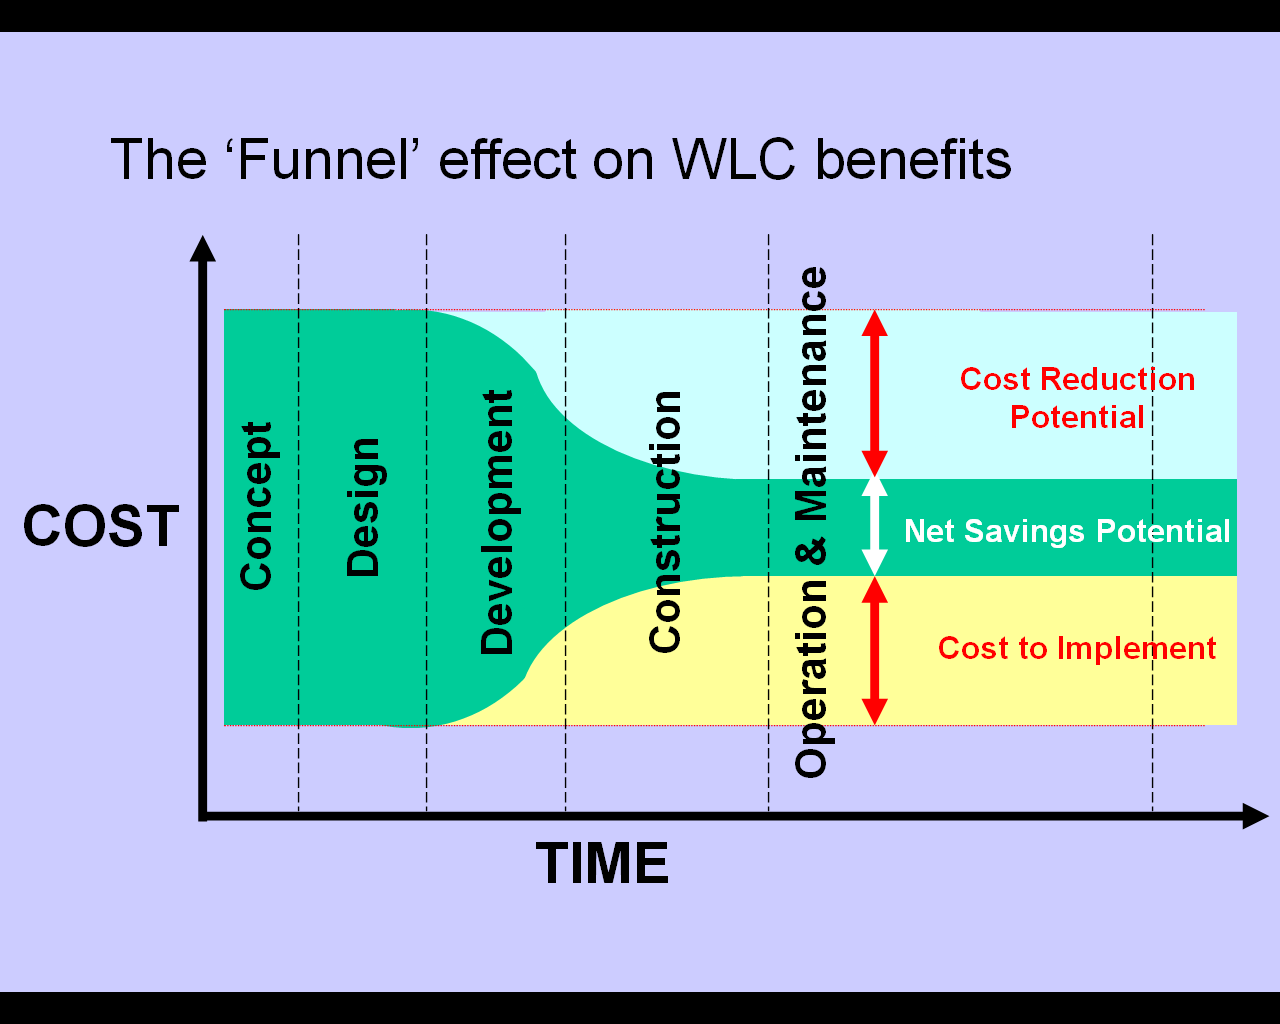 The ‘Funnel’ effect on WLC benefits
COST
Concept
Design
Development
Construction
Operation & Maintenance
Cost Reduction
Potential
Net Savings Potential
Cost to Implement
TIME